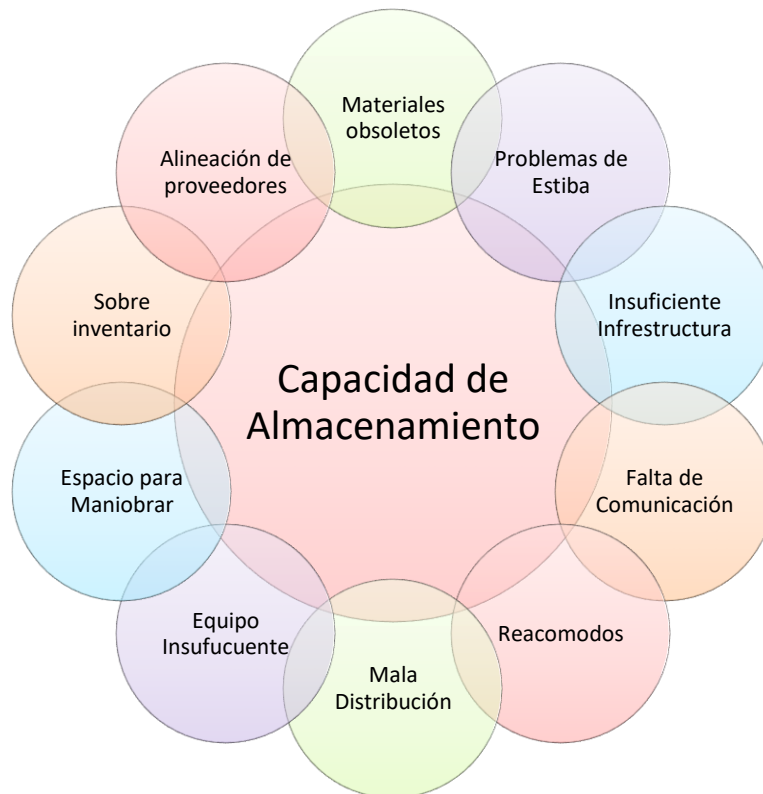 Materiales
obsoletos
Problemas de
Estiba
Insuficiente
Infrestructura
Falta de
Comunicación
Reacomodos
Mala
Distribución
Equipo
Insufucuente
Espacio para
Maniobrar
Sobre
inventario
Alineación de
proveedores
Capacidad de
Almacenamiento